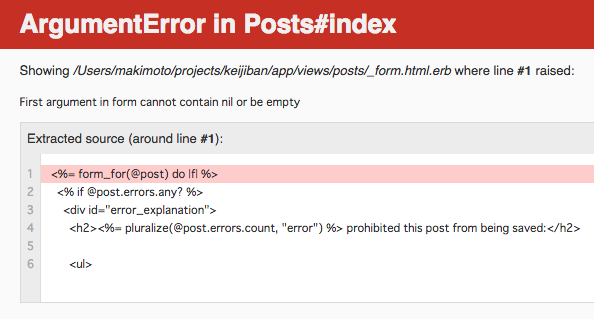 ArgumentError in Posts#index
Showing /Users/makimoto/projects/keijiban/app/views/posts/_form.html.erb where line #1 raised:
First argument in form cannot contain nil or be empty
Extracted source (around line #1):
1 <%= form_for(@post) do |f| %>
2 <% if @post.errors.any? %>
3 <div id="error_explanation">
4 <h2><%= pluralize(@post.errors.count, "error") %> prohibited this post from being saved:</h2>
5
6 <ul>